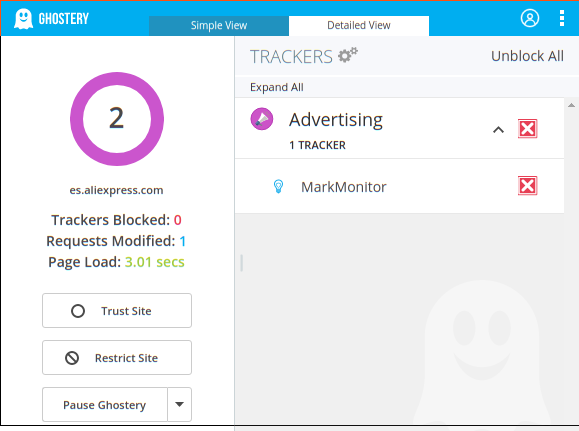 GHOSTERY
Simple View
Detailed View
2
es.aliexpress.com
Trackers Blocked: 0
Requests Modified: 1
Page Load: 3.01 secs
Trust Site
Restrict Site
Pause Ghostery
TRACKERS
Unblock All
Expand All
Advertising
1 TRACKER
MarkMonitor